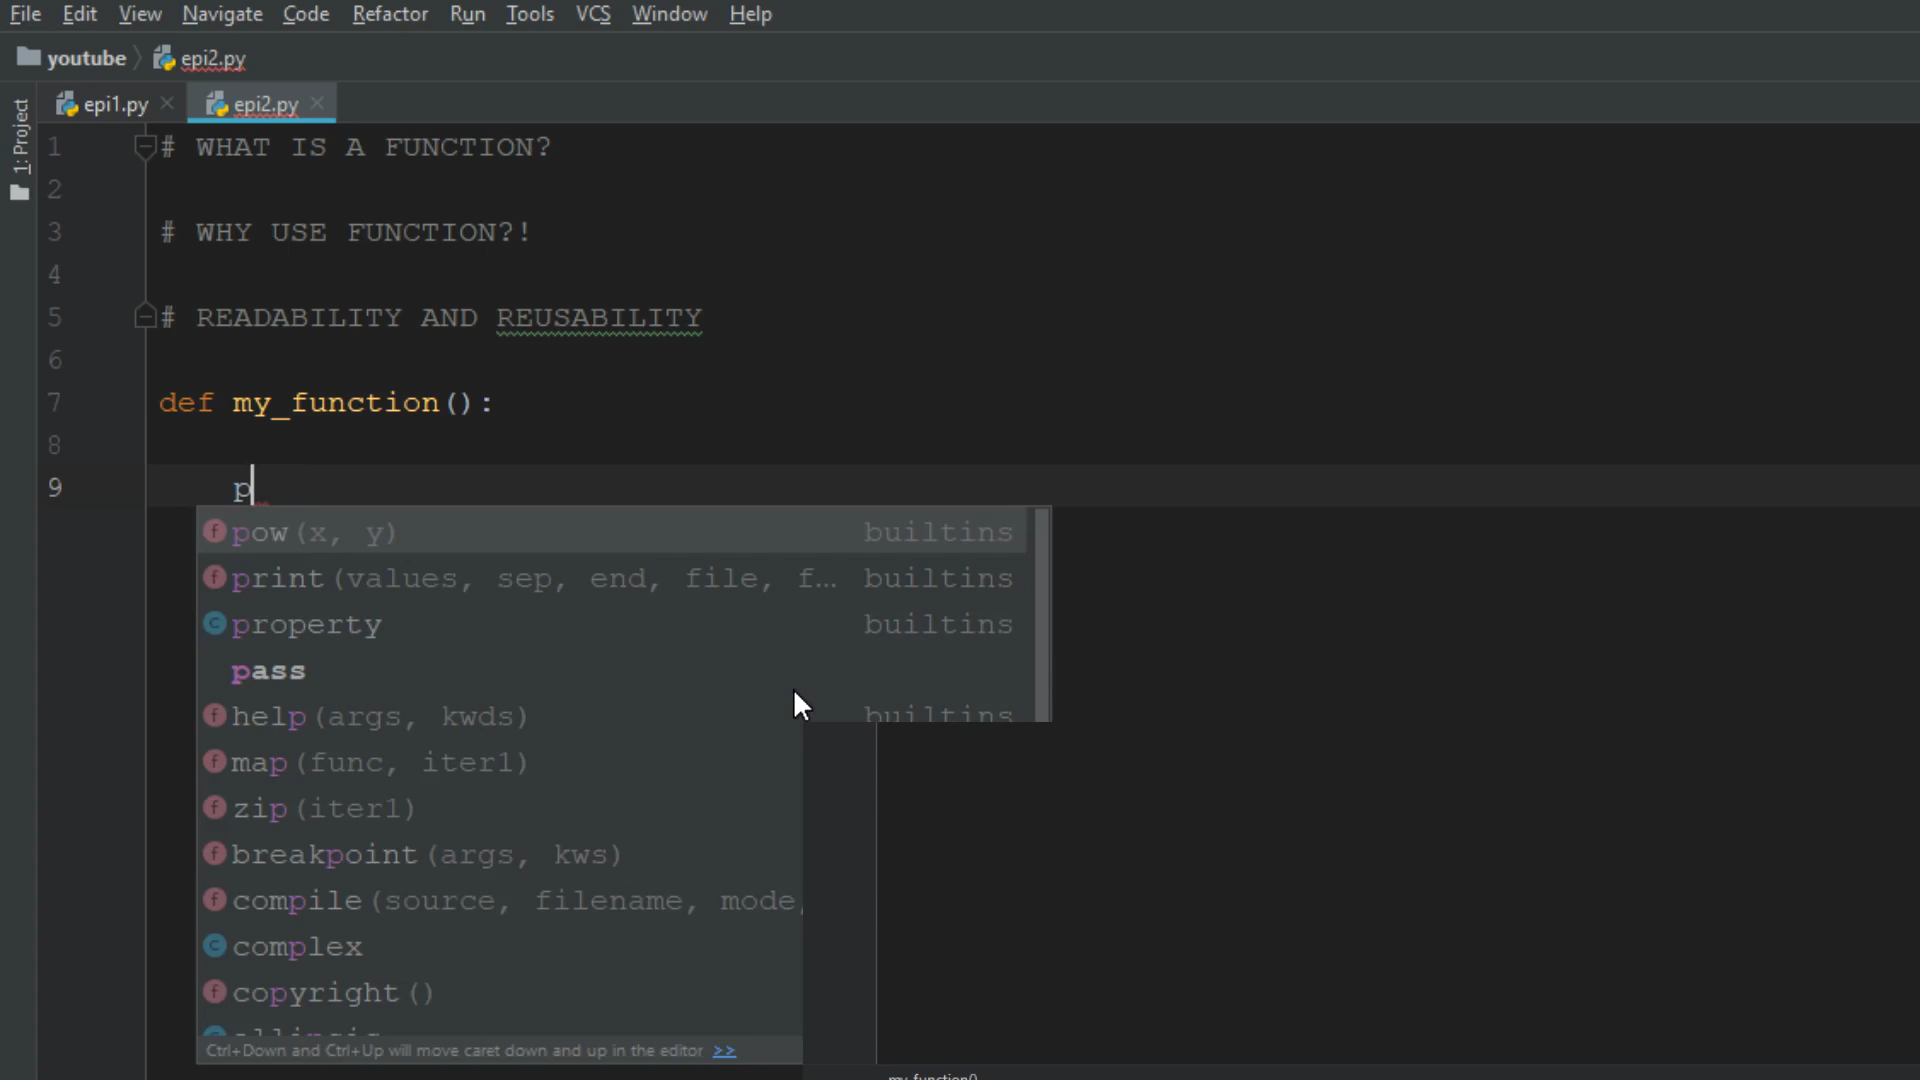 File Edit View Navigate Code Refactor Run Tools VCS Window Help
youtube epi2.py
epi1.py epi2.py
1: Project
1 # WHAT IS A FUNCTION?
2
3 # WHY USE FUNCTION?!
4
5 # READABILITY AND REUSABILITY
6
7 def my_function():
8
9 p
pow(x, y) builtins
print(values, sep, end, file, f... builtins
property builtins
pass
help(args, kwds) builtins
map(func, iter1)
zip(iter1)
breakpoint(args, kws)
compile(source, filename, mode,
complex
copyright()
Ctrl+Down and Ctrl+Up will move caret down and up in the editor >>
my_function()